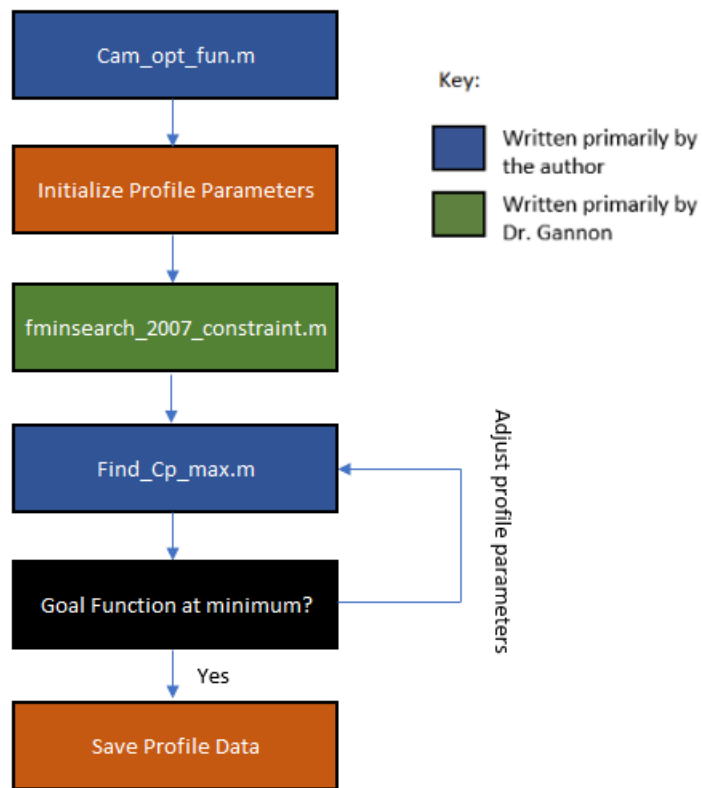 Cam_opt_fun.m
Key:
Written primarily by
the author
Initialize Profile Parameters
Written primarily by
Dr. Gannon
fminsearch_2007_constraint.m
Find_Cp_max.m
Adjust profile parameters
Goal Function at minimum?
Yes
Save Profile Data